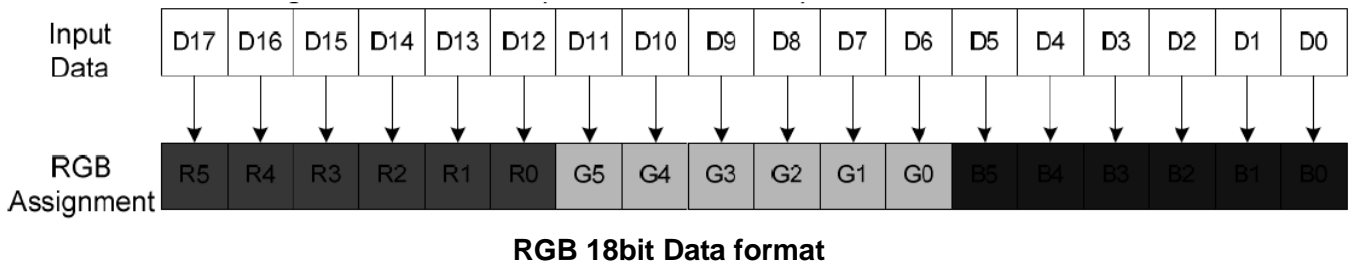 Input Data
D17 D16 D15 D14 D13 D12 D11 D10 D9 D8 D7 D6 D5 D4 D3 D2 D1 D0
RGB Assignment
R5 R4 R3 R2 R1 R0 G5 G4 G3 G2 G1 G0 B5 B4 B3 B2 B1 B0
RGB 18bit Data format